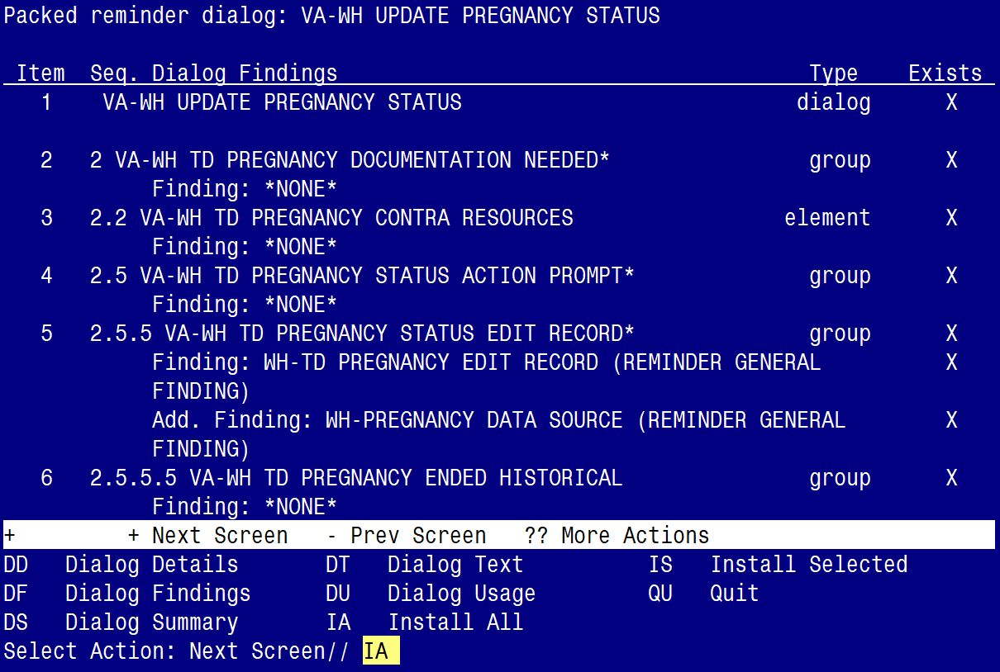 Packed reminder dialog: VA-WH UPDATE PREGNANCY STATUS
Item Seq. Dialog Findings Type Exists
1 VA-WH UPDATE PREGNANCY STATUS dialog X
2 2 VA-WH TD PREGNANCY DOCUMENTATION NEEDED* group X
Finding: *NONE*
3 2.2 VA-WH TD PREGNANCY CONTRA RESOURCES element X
Finding: *NONE*
4 2.5 VA-WH TD PREGNANCY STATUS ACTION PROMPT* group X
Finding: *NONE*
5 2.5.5 VA-WH TD PREGNANCY STATUS EDIT RECORD* group X
Finding: WH-TD PREGNANCY EDIT RECORD (REMINDER GENERAL X
FINDING)
Add. Finding: WH-PREGNANCY DATA SOURCE (REMINDER GENERAL X
FINDING)
6 2.5.5.5 VA-WH TD PREGNANCY ENDED HISTORICAL group X
Finding: *NONE*
+ + Next Screen - Prev Screen ?? More Actions
DD Dialog Details DT Dialog Text IS Install Selected
DF Dialog Findings DU Dialog Usage QU Quit
DS Dialog Summary IA Install All
Select Action: Next Screen// IA